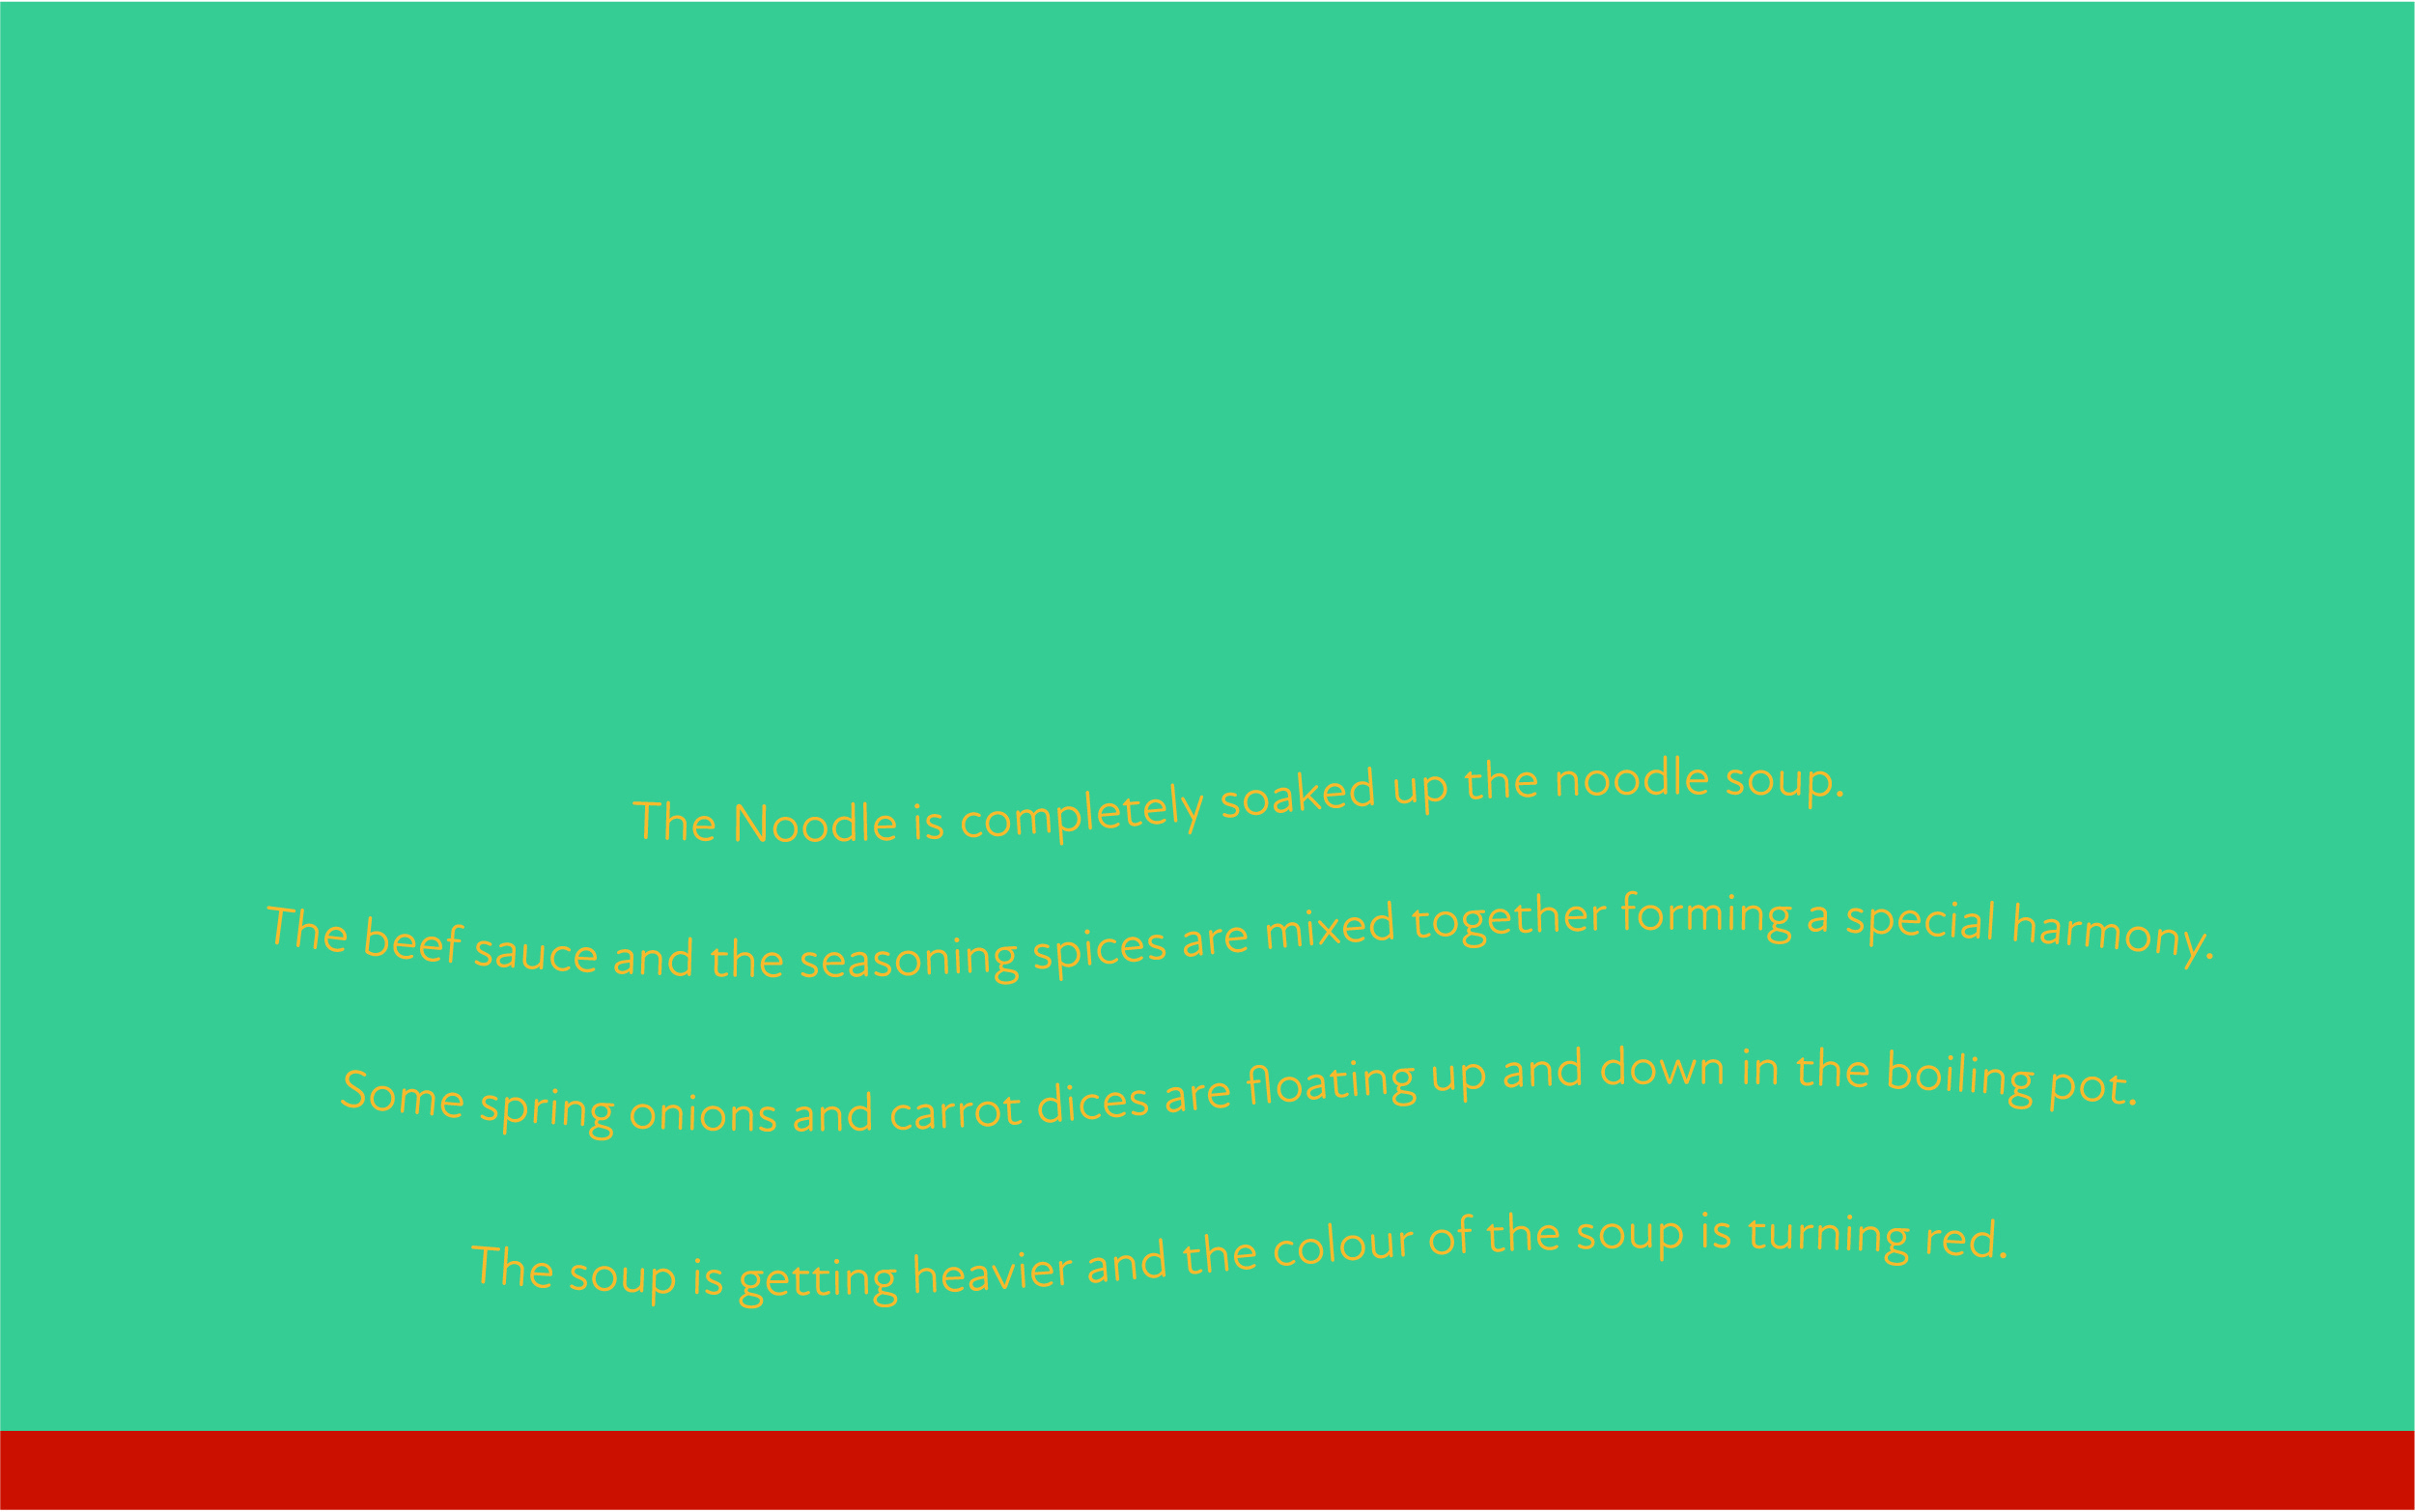 The Noodle is completely soaked up the noodle soup.
The beef sauce and the seasoning spices are mixed together forming a special harmony.
Some spring onions and carrot dices are floating up and down in the boiling pot.
The soup is getting heavier and the colour of the soup is turning red.